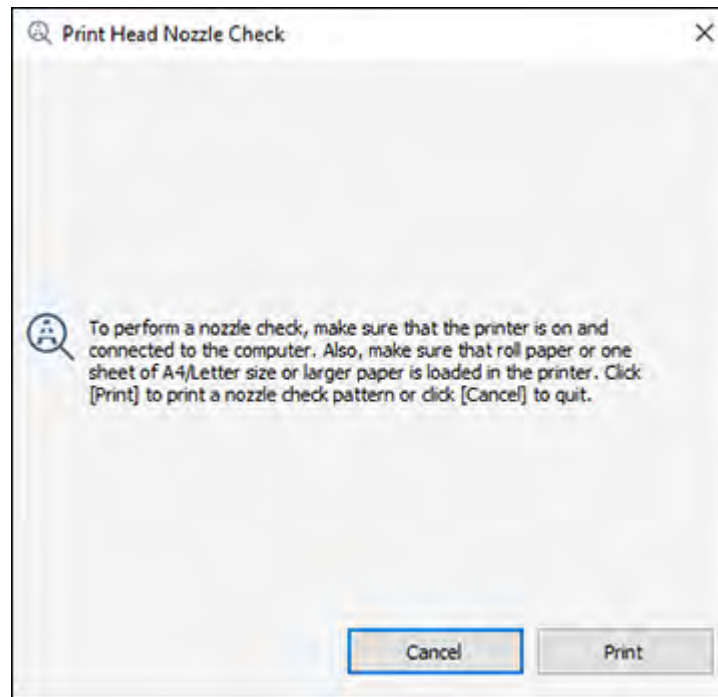 Print Head Nozzle Check
To perform a nozzle check, make sure that the printer is on and
connected to the computer. Also, make sure that roll paper or one
sheet of A4/Letter size or larger paper is loaded in the printer. Click
[Print] to print a nozzle check pattern or click [Cancel] to quit.
Cancel
Print